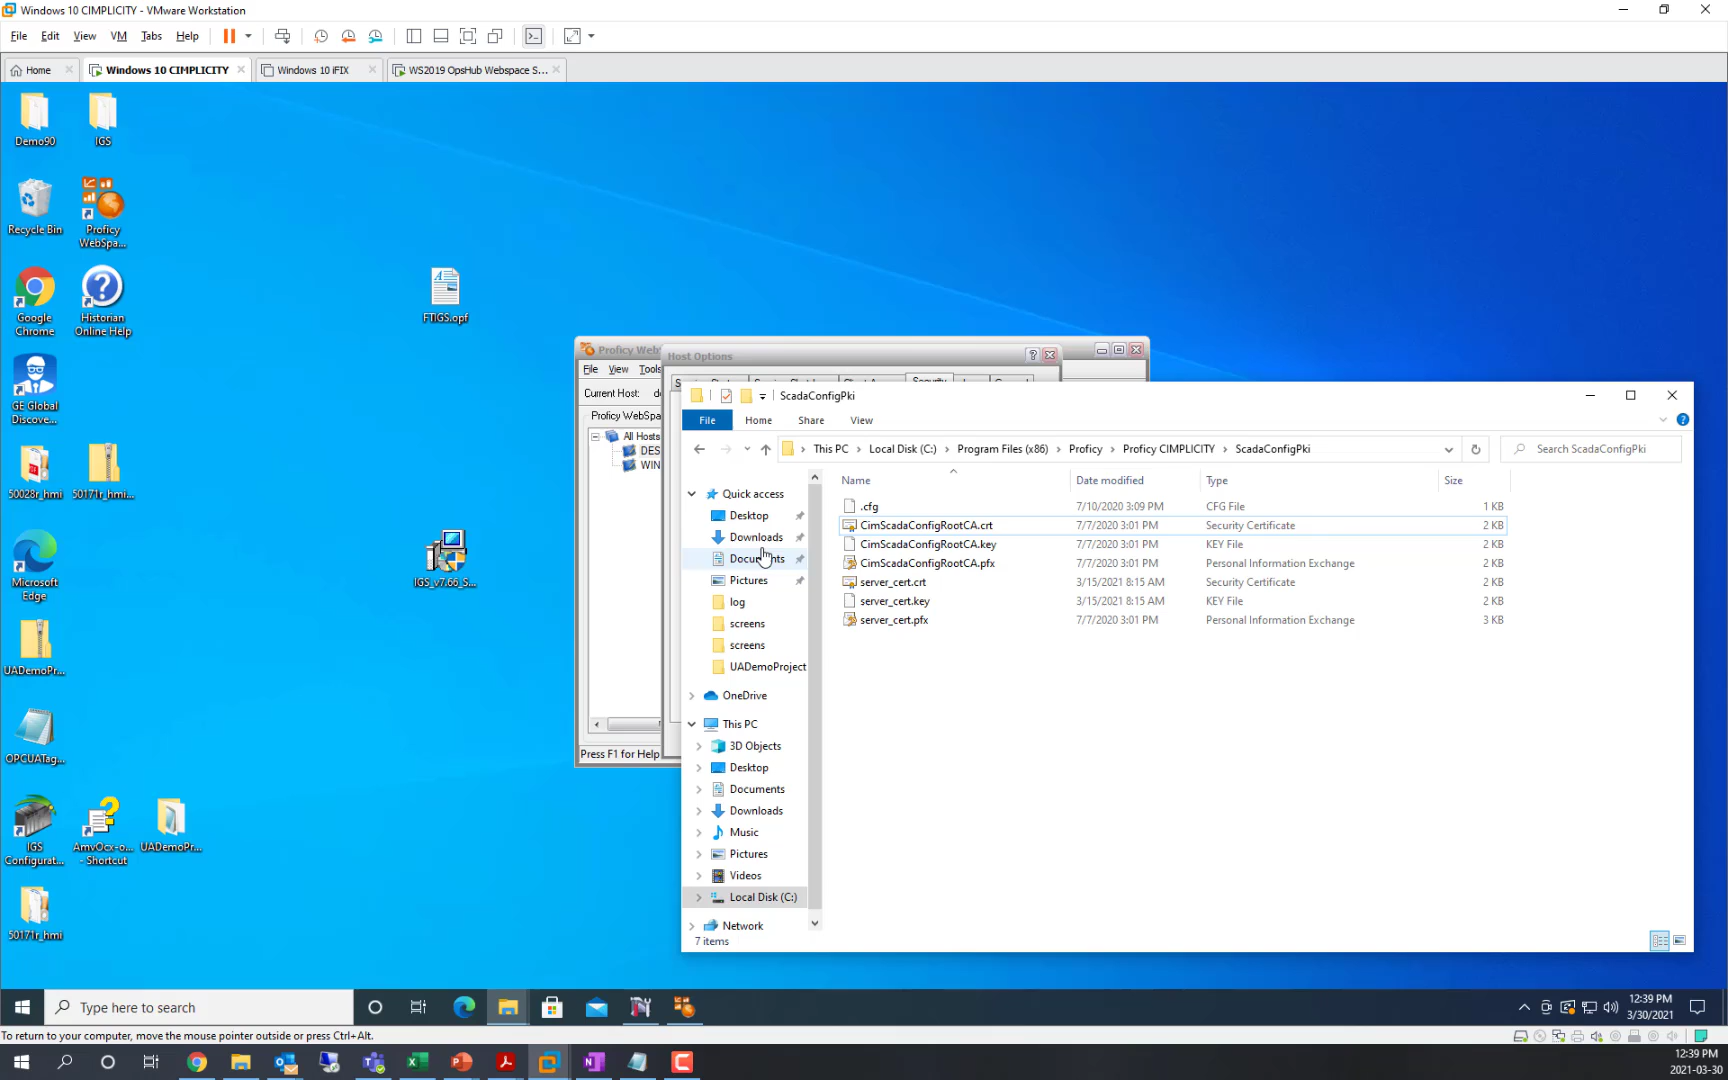 Windows 10 CIMPLICITY - VMware Workstation
File Edit View VM Tabs Help
Home Windows 10 CIMPLICITY Windows 10 iFIX WS2019 OpsHub Webspace S...
Demo90 IGS
Recycle Bin Proficy WebSpa...
Google Chrome Historian Online Help
FTIGS.opf
GE Global Discove...
50028r_hmi 50171r_hmi...
Microsoft Edge
IGS_v7.66_S...
UADemoPr...
OPCUATag...
IGS Configurat... AmvOcx-o... - Shortcut UADemoPr...
50171r_hmi
Proficy Web
File View Tools
Current Host: de
Proficy WebSpa
All Hosts
DES
WIN
Press F1 for Help
Host Options
Security
ScadaConfigPki
File Home Share View
This PC Local Disk (C:) Program Files (x86) Proficy Proficy CIMPLICITY ScadaConfigPki
Search ScadaConfigPki
Name Date modified Type Size
.cfg 7/10/2020 3:09 PM CFG File 1 KB
CimScadaConfigRootCA.crt 7/7/2020 3:01 PM Security Certificate 2 KB
CimScadaConfigRootCA.key 7/7/2020 3:01 PM KEY File 2 KB
CimScadaConfigRootCA.pfx 7/7/2020 3:01 PM Personal Information Exchange 2 KB
server_cert.crt 3/15/2021 8:15 AM Security Certificate 2 KB
server_cert.key 3/15/2021 8:15 AM KEY File 2 KB
server_cert.pfx 7/7/2020 3:01 PM Personal Information Exchange 3 KB
Quick access
Desktop
Downloads
Documents
Pictures
log
screens
screens
UADemoProject
OneDrive
This PC
3D Objects
Desktop
Documents
Downloads
Music
Pictures
Videos
Local Disk (C:)
Network
7 items
Type here to search
12:39 PM
3/30/2021
To return to your computer, move the mouse pointer outside or press Ctrl+Alt.
12:39 PM
2021-03-30